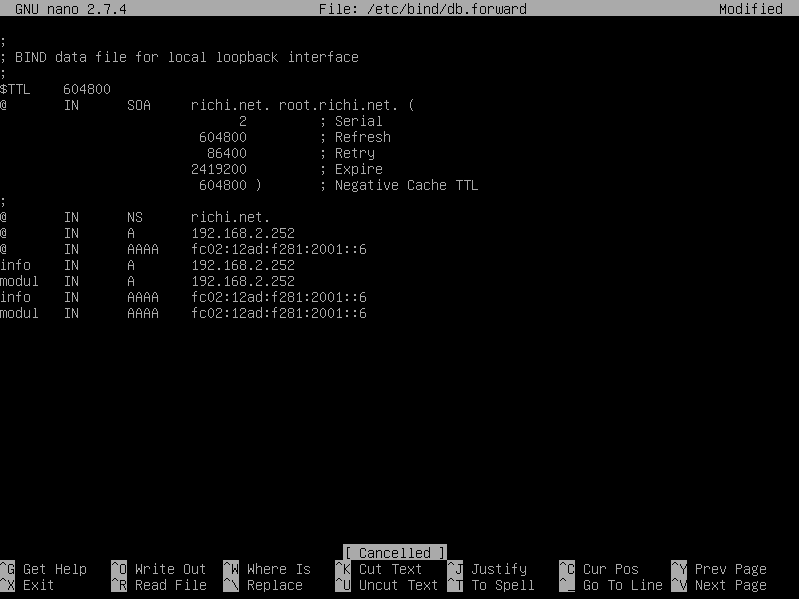 GNU nano 2.7.4 File: /etc/bind/db.forward Modified
;
; BIND data file for local loopback interface
;
$TTL 604800
@ IN SOA richi.net. root.richi.net. (
2 ; Serial
604800 ; Refresh
86400 ; Retry
2419200 ; Expire
604800 ) ; Negative Cache TTL
;
@ IN NS richi.net.
@ IN A 192.168.2.252
@ IN AAAA fc02:12ad:f281:2001::6
info IN A 192.168.2.252
modul IN A 192.168.2.252
info IN AAAA fc02:12ad:f281:2001::6
modul IN AAAA fc02:12ad:f281:2001::6
[ Cancelled ]
^G Get Help ^O Write Out ^W Where Is ^K Cut Text ^J Justify ^C Cur Pos ^Y Prev Page
^X Exit ^R Read File ^\ Replace ^U Uncut Text ^T To Spell ^_ Go To Line ^V Next Page